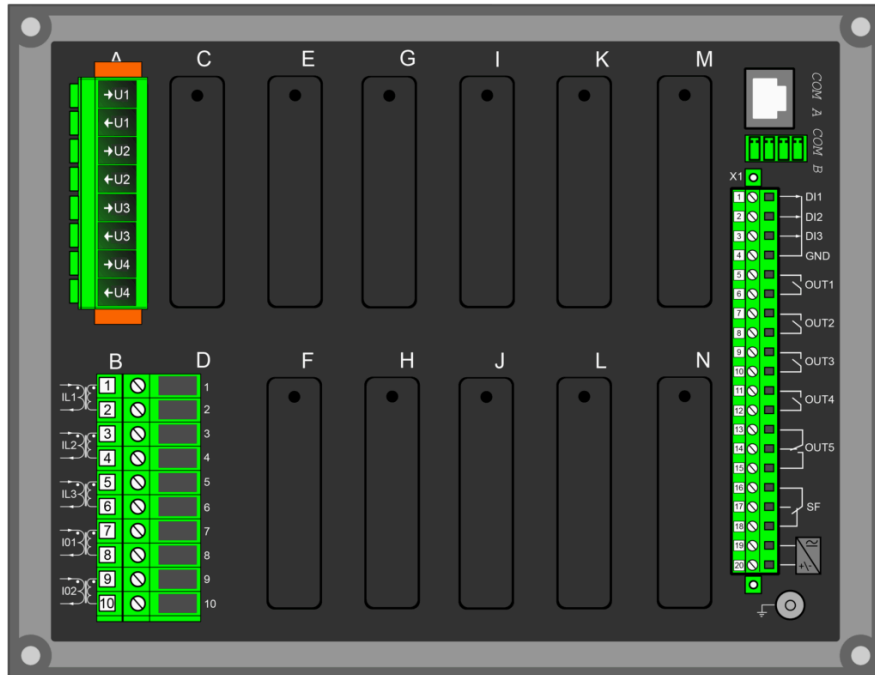 A C E G I K M
COM A
COM B
→U1
←U1
→U2
←U2
→U3
←U3
→U4
←U4
X1
1 DI1
2 DI2
3 DI3
4 GND
5
6
OUT1
7
8
OUT2
9
10
OUT3
11
12
OUT4
13
14 OUT5
15
16
17 SF
18
19
20 +/-
B D F H J L N
IL1
1 1
2 2
IL2
3 3
4 4
IL3
5 5
6 6
I01
7 7
8 8
I02
9 9
10 10